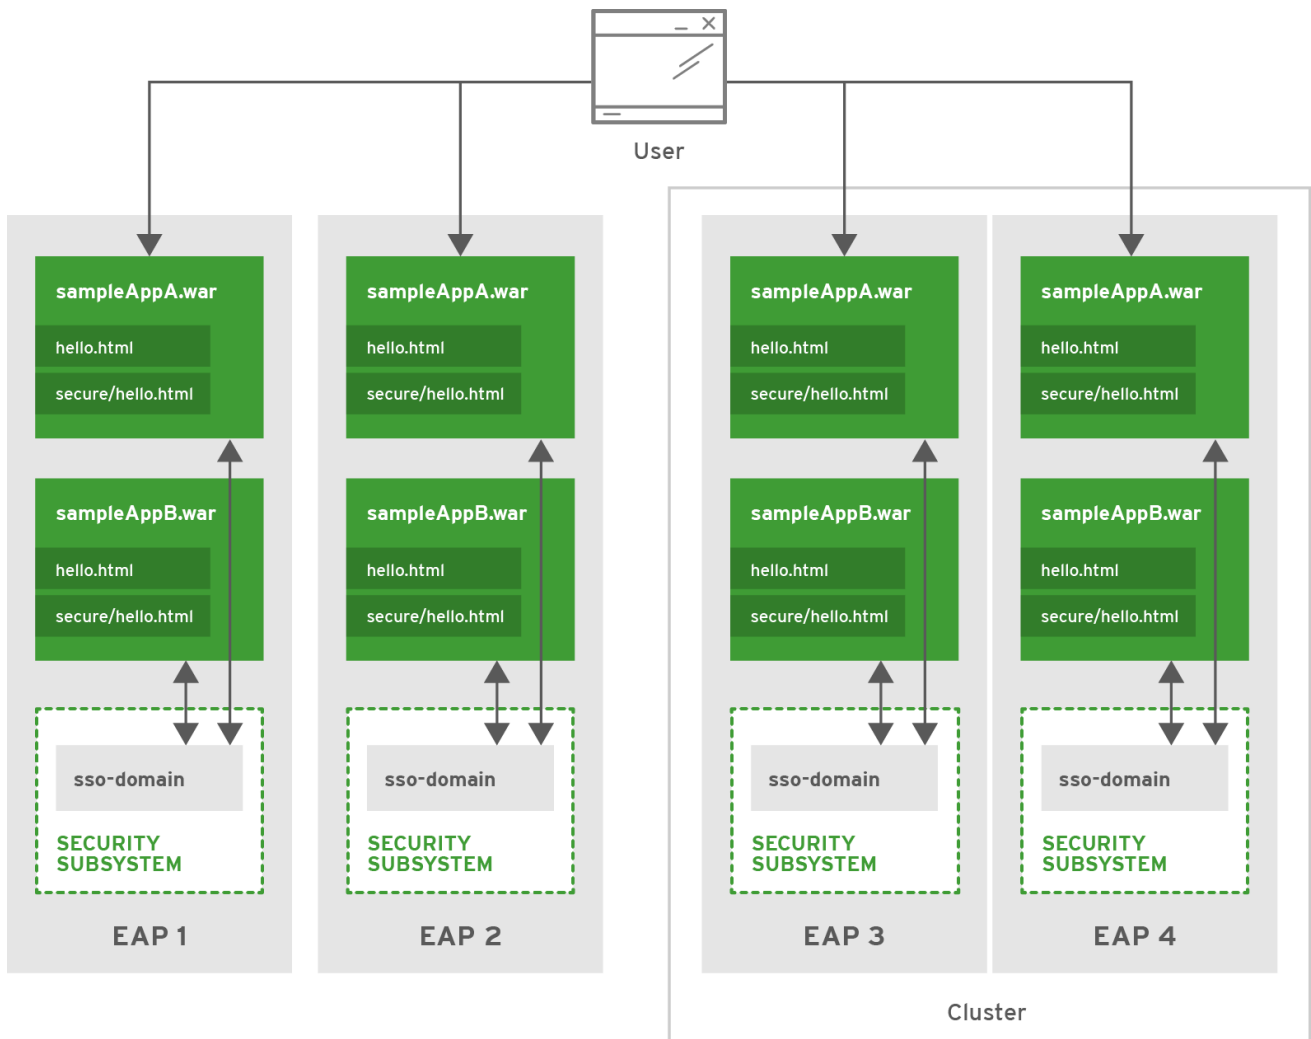 User
sampleAppA.war
hello.html
secure/hello.html
sampleAppB.war
hello.html
secure/hello.html
sso-domain
SECURITY
SUBSYSTEM
EAP 1
sampleAppA.war
hello.html
secure/hello.html
sampleAppB.war
hello.html
secure/hello.html
sso-domain
SECURITY
SUBSYSTEM
EAP 2
sampleAppA.war
hello.html
secure/hello.html
sampleAppB.war
hello.html
secure/hello.html
sso-domain
SECURITY
SUBSYSTEM
EAP 3
sampleAppA.war
hello.html
secure/hello.html
sampleAppB.war
hello.html
secure/hello.html
sso-domain
SECURITY
SUBSYSTEM
EAP 4
Cluster